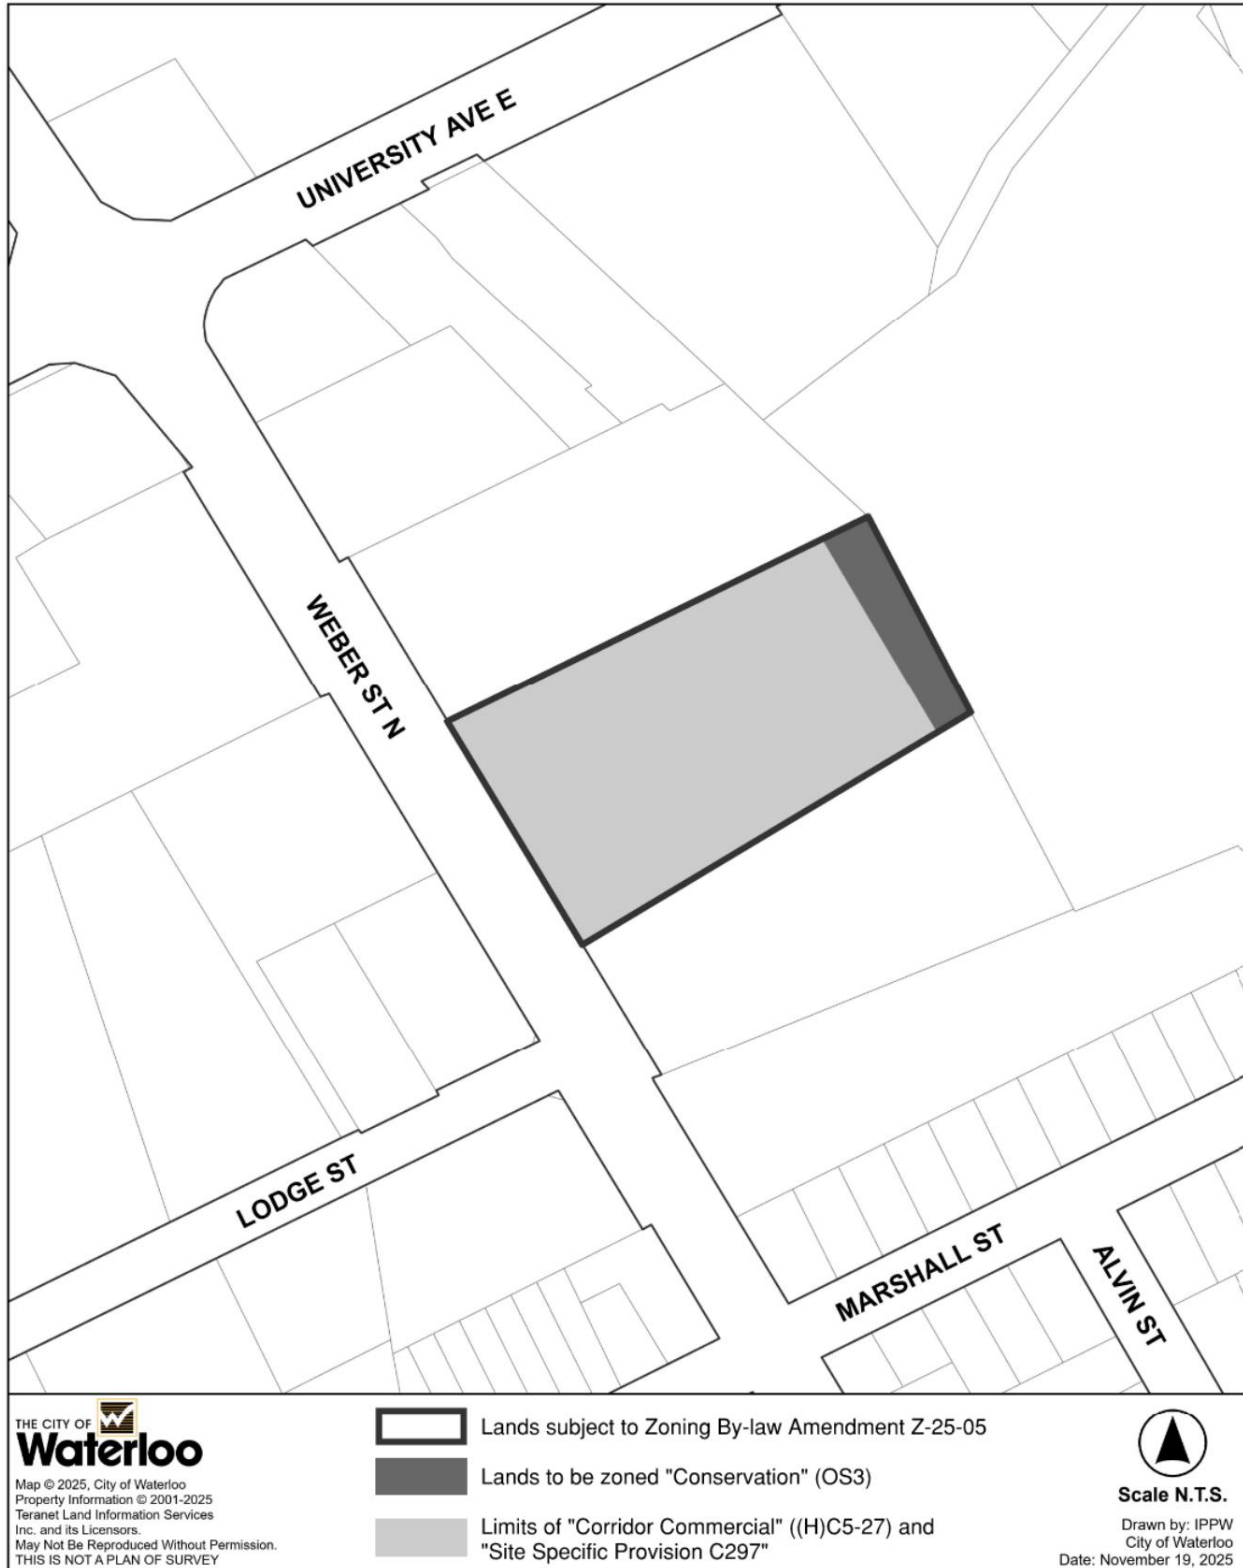 UNIVERSITY AVE E
WEBER ST N
LODGE ST
MARSHALL ST
ALVIN ST
THE CITY OF
Waterloo
Map © 2025, City of Waterloo
Property Information © 2001-2025
Teranet Land Information Services
Inc. and its Licensors.
May Not Be Reproduced Without Permission.
THIS IS NOT A PLAN OF SURVEY
Lands subject to Zoning By-law Amendment Z-25-05
Lands to be zoned "Conservation" (OS3)
Limits of "Corridor Commercial" ((H)C5-27) and
"Site Specific Provision C297"
Scale N.T.S.
Drawn by: IPPW
City of Waterloo
Date: November 19, 2025